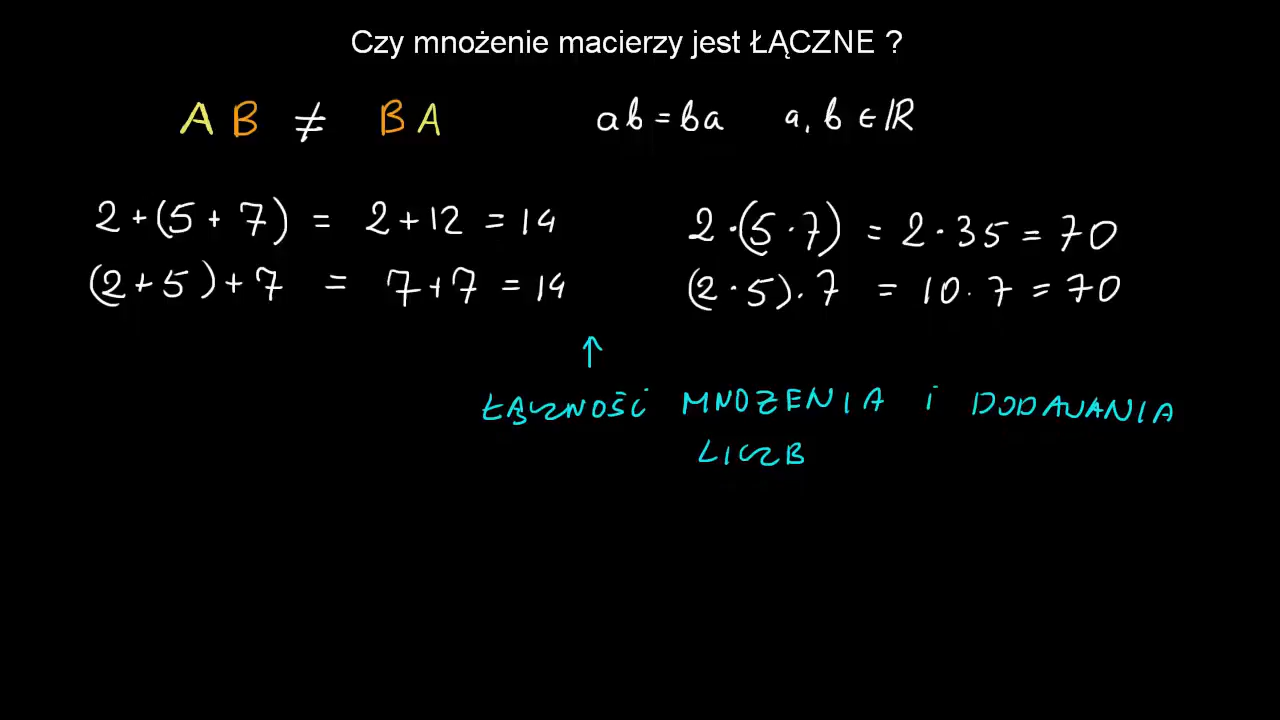 Czy mnożenie macierzy jest ŁĄCZNE ?
AB ≠ BA ab = ba a, b ∈ ℝ
2+(5+7) = 2+12 = 14 2·(5·7) = 2·35 = 70
(2+5)+7 = 7+7 = 14 (2·5)·7 = 10·7 = 70
↑
ŁĄCZNOŚĆ MNOŻENIA i DODAWANIA
LICZB